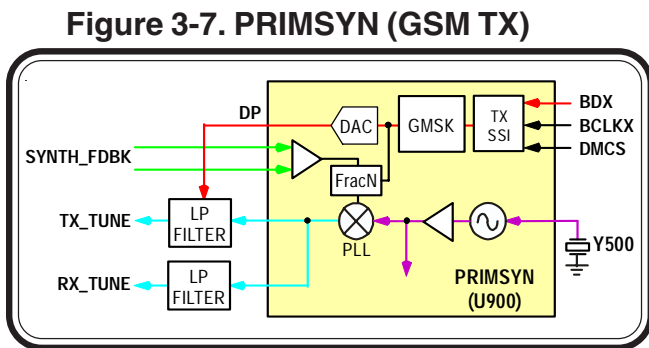 Figure 3-7. PRIMSYN (GSM TX)
DP
DAC
GMSK
TX
SSI
BDX
BCLKX
DMCS
SYNTH_FDBK
FracN
TX_TUNE
LP
FILTER
PLL
Y500
RX_TUNE
LP
FILTER
PRIMSYN
(U900)